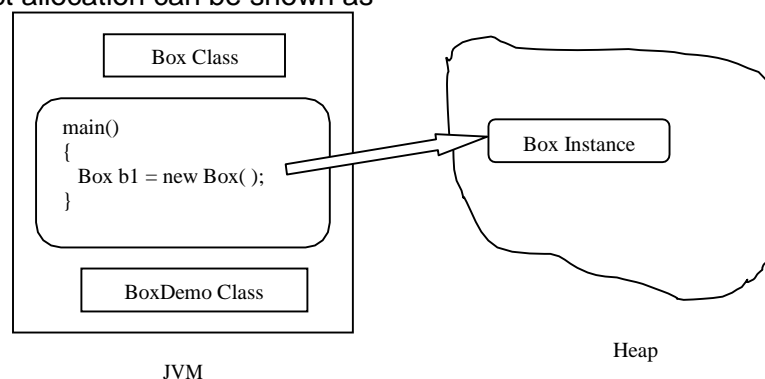 t allocation can be shown as
Box Class
main()
{
Box b1 = new Box( );
}
BoxDemo Class
JVM
Box Instance
Heap